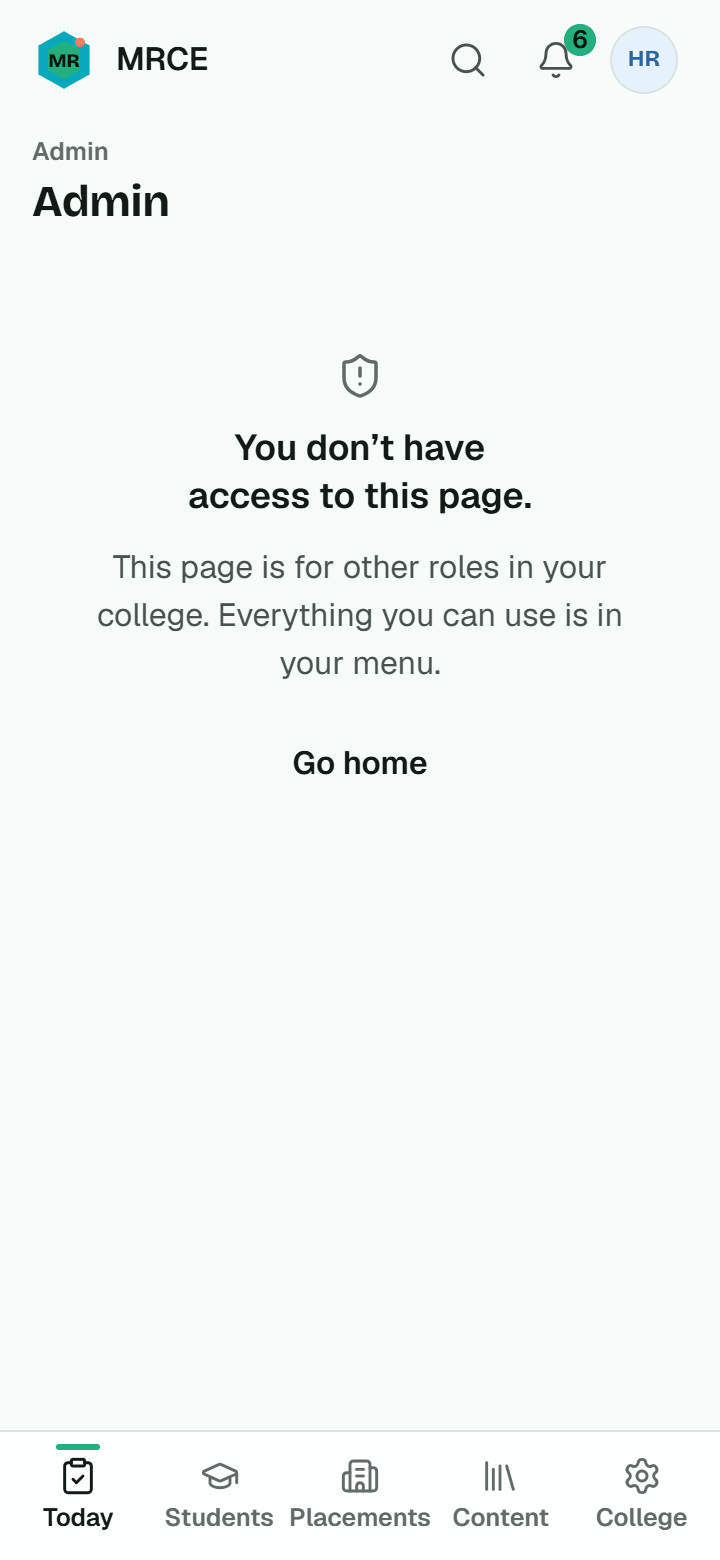 MR
MRCE
6
HR
Admin
Admin
You don’t have
access to this page.
This page is for other roles in your
college. Everything you can use is in
your menu.
Go home
Today
Students
Placements
Content
College